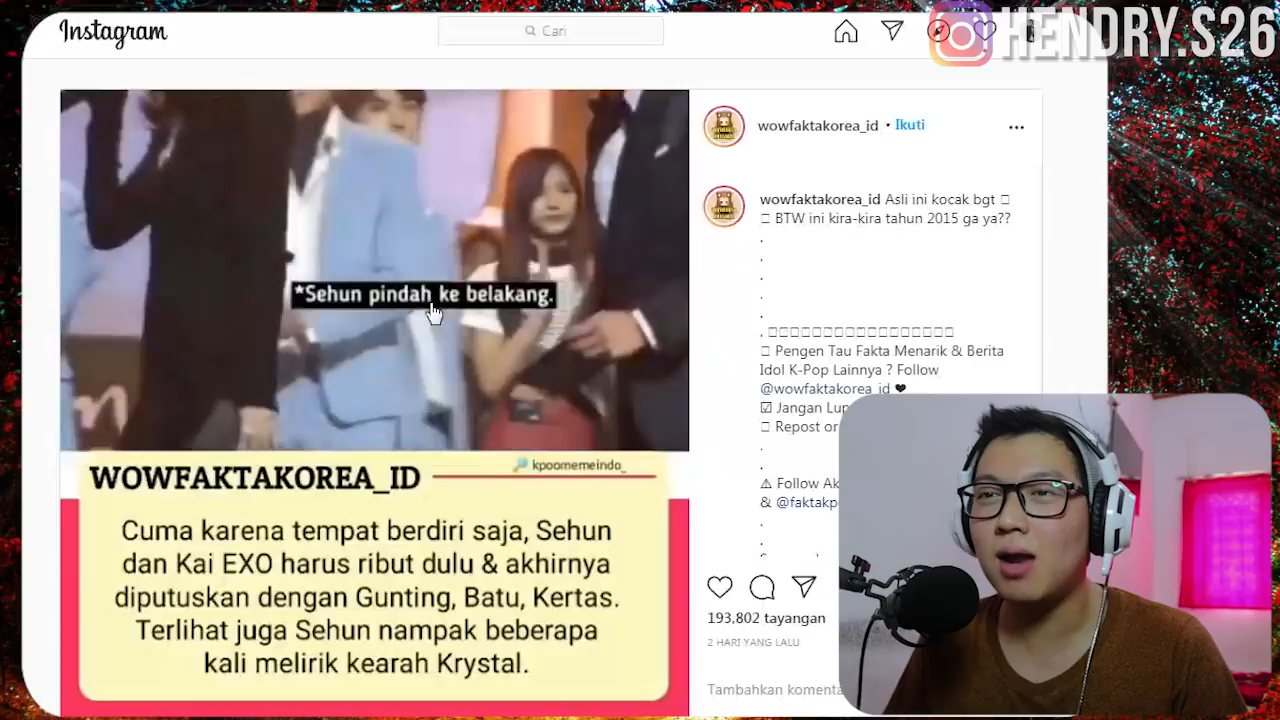 Instagram
Cari
HENDRY.S26
wowfaktakorea_id • Ikuti
wowfaktakorea_id Asli ini kocak bgt
BTW ini kira-kira tahun 2015 ga ya??
.
.
.
.
.
.
Pengen Tau Fakta Menarik & Berita
Idol K-Pop Lainnya ? Follow
@wowfaktakorea_id ❤
☑ Jangan Lup
Repost or
.
.
⚠ Follow Ak
& @faktakp
.
.
193,802 tayangan
2 HARI YANG LALU
Tambahkan komenta
*Sehun pindah ke belakang.
WOWFAKTAKOREA_ID
kpoomemeindo_
Cuma karena tempat berdiri saja, Sehun
dan Kai EXO harus ribut dulu & akhirnya
diputuskan dengan Gunting, Batu, Kertas.
Terlihat juga Sehun nampak beberapa
kali melirik kearah Krystal.